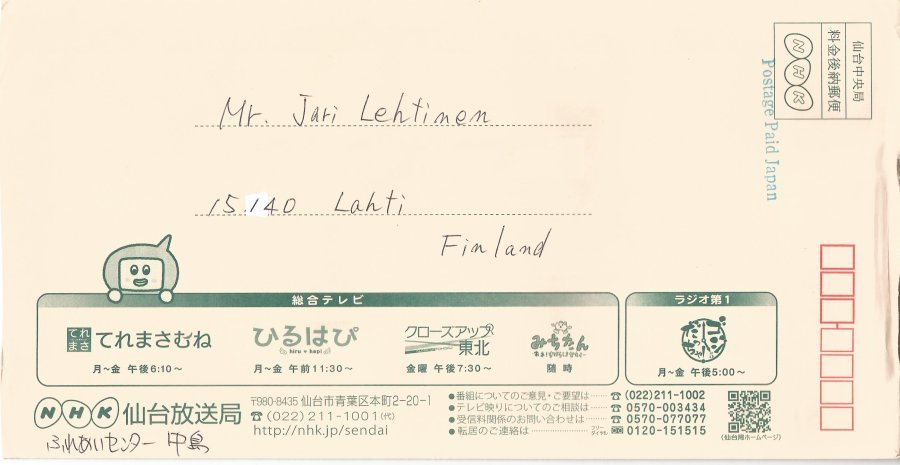 仙台中央局
料金後納郵便
NHK
Postage Paid Japan
Mr. Jari Lehtinen
15140 Lahti
Finland
総合テレビ
てれまさ てれまさむね
月~金 午後6:10~
ひるはぴ
hiru ♥ hapi
月~金 午前11:30~
クローズアップ東北
金曜 午後7:30~
みちたん
随時
ラジオ第1
ゴジだっちゃ
月~金 午後5:00~
NHK 仙台放送局
ふれあいセンター 中島
〒980-8435 仙台市青葉区本町2-20-1
☎(022)211-1001(代)
http://nhk.jp/sendai
●番組についてのご意見・ご要望は ☎(022)211-1002
●テレビ映りについてのご相談は ☎0570-003434
●受信料関係のお問い合わせは ☎0570-077077
●転居のご連絡は フリーダイヤル 0120-151515
〈仙台局ホームページ〉